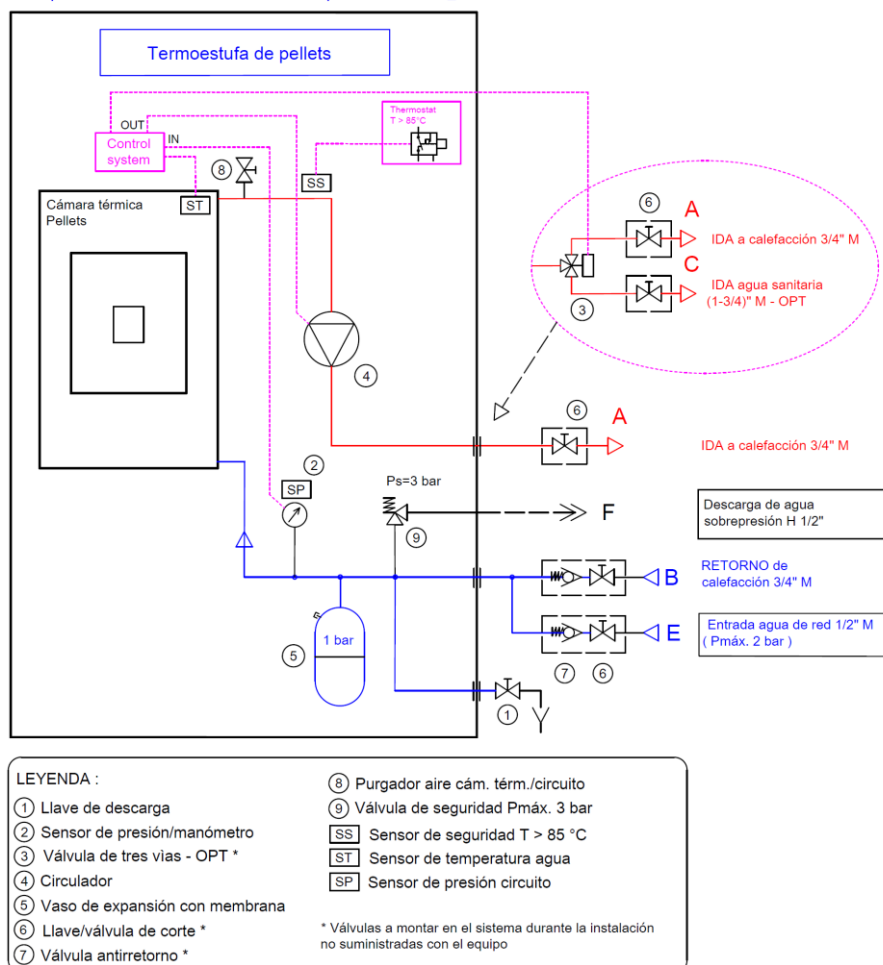 Termoestufa de pellets
OUT
IN
Control
system
Thermostat
T > 85°C
8
SS
ST
Cámara térmica
Pellets
6
A
IDA a calefacción 3/4" M
C
IDA agua sanitaria
(1-3/4)" M - OPT
3
4
6
A
IDA a calefacción 3/4" M
2
SP
Ps=3 bar
F
Descarga de agua
sobrepresión H 1/2"
9
B
RETORNO de
calefacción 3/4" M
E
Entrada agua de red 1/2" M
( Pmáx. 2 bar )
1 bar
5
7
6
1
LEYENDA :
1 Llave de descarga
2 Sensor de presión/manómetro
3 Válvula de tres vìas - OPT *
4 Circulador
5 Vaso de expansión con membrana
6 Llave/válvula de corte *
7 Válvula antirretorno *
8 Purgador aire cám. térm./circuito
9 Válvula de seguridad Pmáx. 3 bar
SS Sensor de seguridad T > 85 °C
ST Sensor de temperatura agua
SP Sensor de presión circuito
* Válvulas a montar en el sistema durante la instalación
no suministradas con el equipo